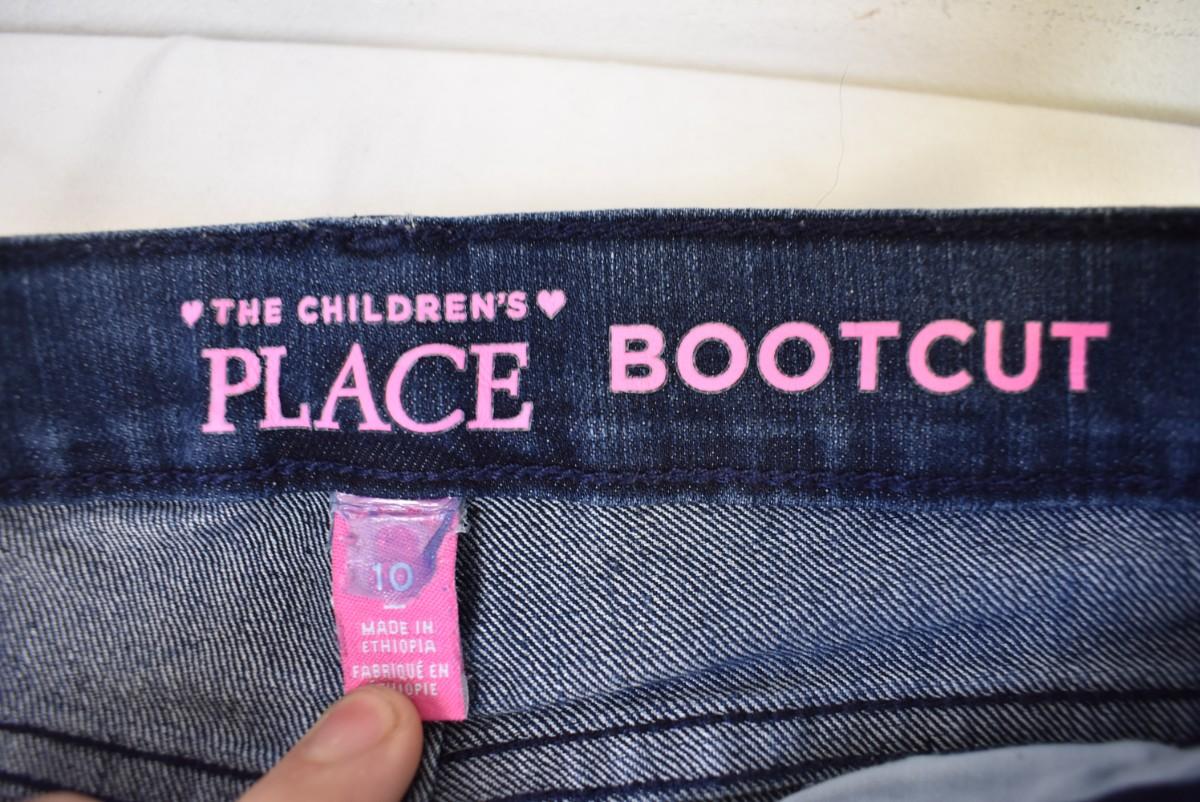 THE CHILDREN'S
PLACE
BOOTCUT
10
MADE IN
ETHIOPIA
FABRIQUÉ EN